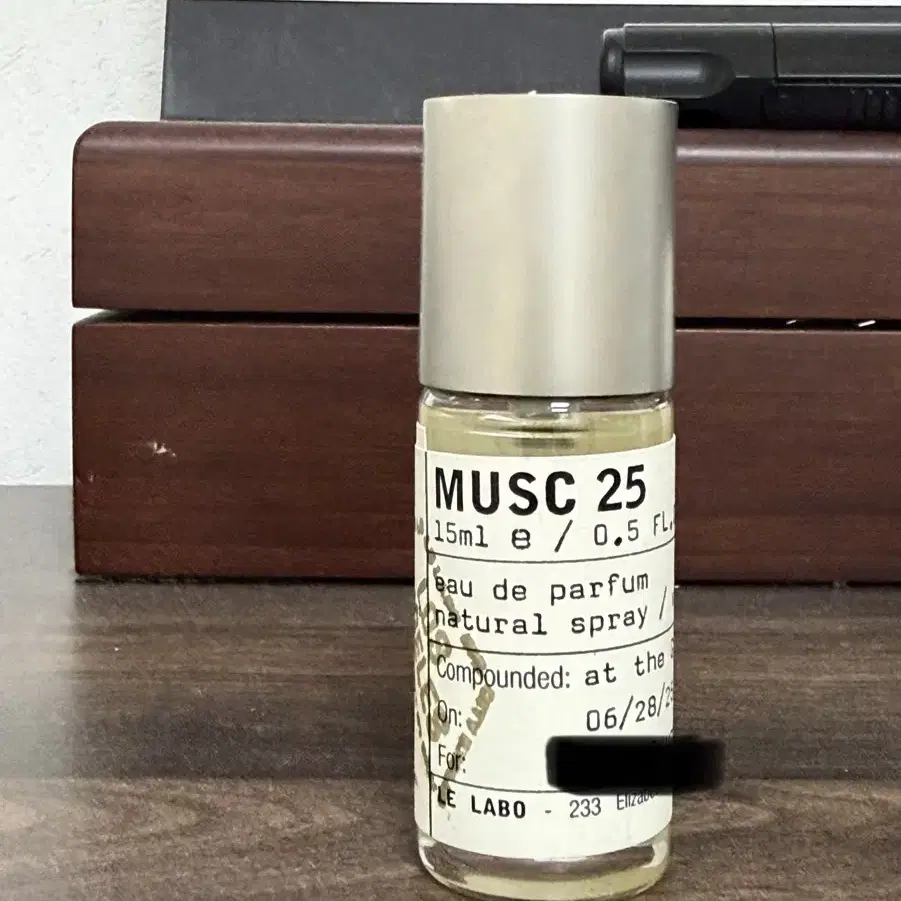 MUSC 25
15ml e / 0.5 FL.
eau de parfum
natural spray /
Compounded: at the
On: 06/28/2
For:
LE LABO - 233 Elizabe